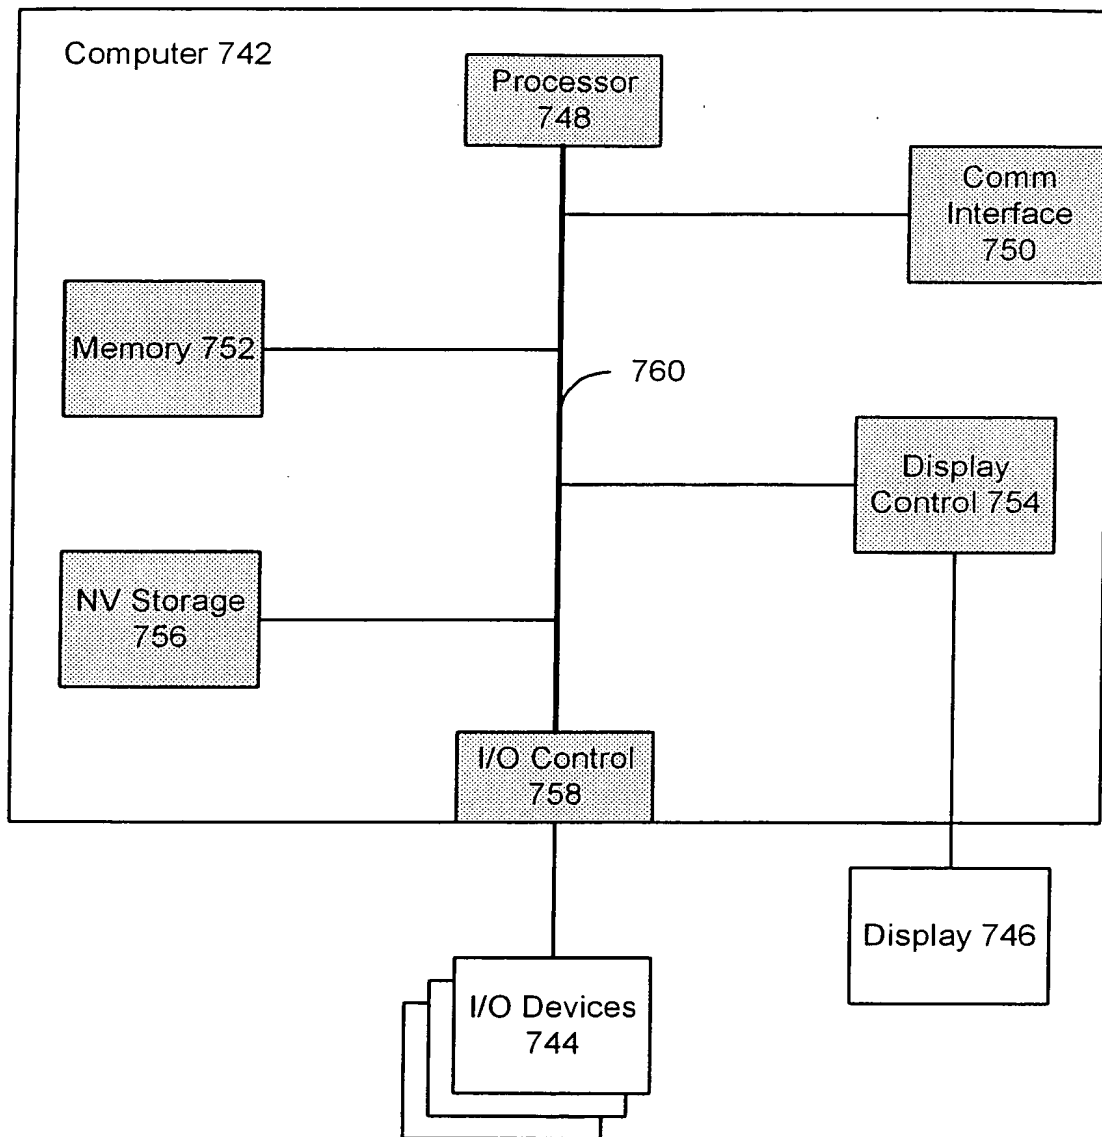 Computer 742
Processor
748
Comm
Interface
750
Memory 752
760
Display
Control 754
NV Storage
756
I/O Control
758
Display 746
I/O Devices
744